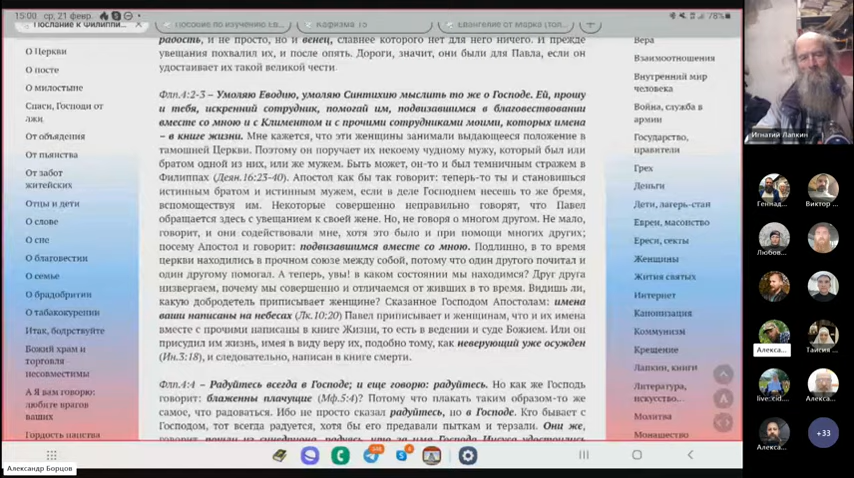 15:00 ср, 21 февр.
78%
Послание к Филиппи...
Пособие по изучению Ев...
Кафизма 15
Евангелие от Марка (тол...
радость, и не просто, но и венец, славнее которого нет для него ничего. И прежде
увещания похвалил их, и после опять. Дороги, значит, они были для Павла, если он
удостаивает их такой великой чести.
Флп.4:2-3 – Умоляю Еводию, умоляю Синтихию мыслить то же о Господе. Ей, прошу
и тебя, искренний сотрудник, помогай им, подвизавшимся в благовествовании
вместе со мною и с Климентом и с прочими сотрудниками моими, которых имена
– в книге жизни. Мне кажется, что эти женщины занимали выдающееся положение в
тамошней Церкви. Поэтому он поручает их некоему чудному мужу, который был или
братом одной из них, или же мужем. Быть может, он-то и был темничным стражем в
Филиппах (Деян.16:23-40). Апостол как бы так говорит: теперь-то ты и становишься
истинным братом и истинным мужем, если в деле Господнем несешь то же бремя,
вспомоществуя им. Некоторые совершенно неправильно говорят, что Павел
обращается здесь с увещанием к своей жене. Но, не говоря о многом другом. Не мало,
говорит, и они содействовали мне, хотя это было и при помощи многих других;
посему Апостол и говорит: подвизавшимся вместе со мною. Подлинно, в то время
церкви находились в прочном союзе между собой, потому что один другого почитал и
один другому помогал. А теперь, увы! в каком состоянии мы находимся? Друг друга
низвергаем, почему мы совершенно и отличаемся от живших в то время. Видишь ли,
какую добродетель приписывает женщине? Сказанное Господом Апостолам: имена
ваши написаны на небесах (Лк.10:20) Павел приписывает и женщинам, что и их имена
вместе с прочими написаны в книге Жизни, то есть в ведении и суде Божием. Или он
присудил им жизнь, имея в виду веру их, подобно тому, как неверующий уже осужден
(Ин.3:18), и следовательно, написан в книге смерти.
Флп.4:4 – Радуйтесь всегда в Господе; и еще говорю: радуйтесь. Но как же Господь
говорит: блаженны плачущие (Мф.5:4)? Потому что плакать таким образом-то же
самое, что радоваться. Ибо не просто сказал радуйтесь, но в Господе. Кто бывает с
Господом, тот всегда радуется, хотя бы его предавали пыткам и терзали. Они же,
говорит, пошли из синедриона, радуясь, что за имя Господа Иисуса удостоились
О Церкви
О посте
О милостыне
Спаси, Господи от
лжи.
От объядения
От пьянства
От забот
житейских
Отцы и дети
О слове
О сне
О благовестии
О семье
О брадобритии
О табакокурении
Итак, бодрствуйте
Божий храм и
торговля -
несовместимы
А Я вам говорю:
любите врагов
ваших
Гордость панства
Вера
Взаимоотношения
Внутренний мир
человека
Война, служба в
армии
Государство,
правители
Грех
Деньги
Дети, лагерь-стан
Евреи, масонство
Ереси, секты
Женщины
Жития святых
Интернет
Канонизация
Коммунизм
Крещение
Лапкин, книги
Литература,
искусство...
Молитва
Монашество
Александр Борцов
Игнатий Лапкин
Геннад...
Виктор ...
Любов...
Алекса...
Таисия ...
live:.cid....
Алекса...
Алекса...
+33